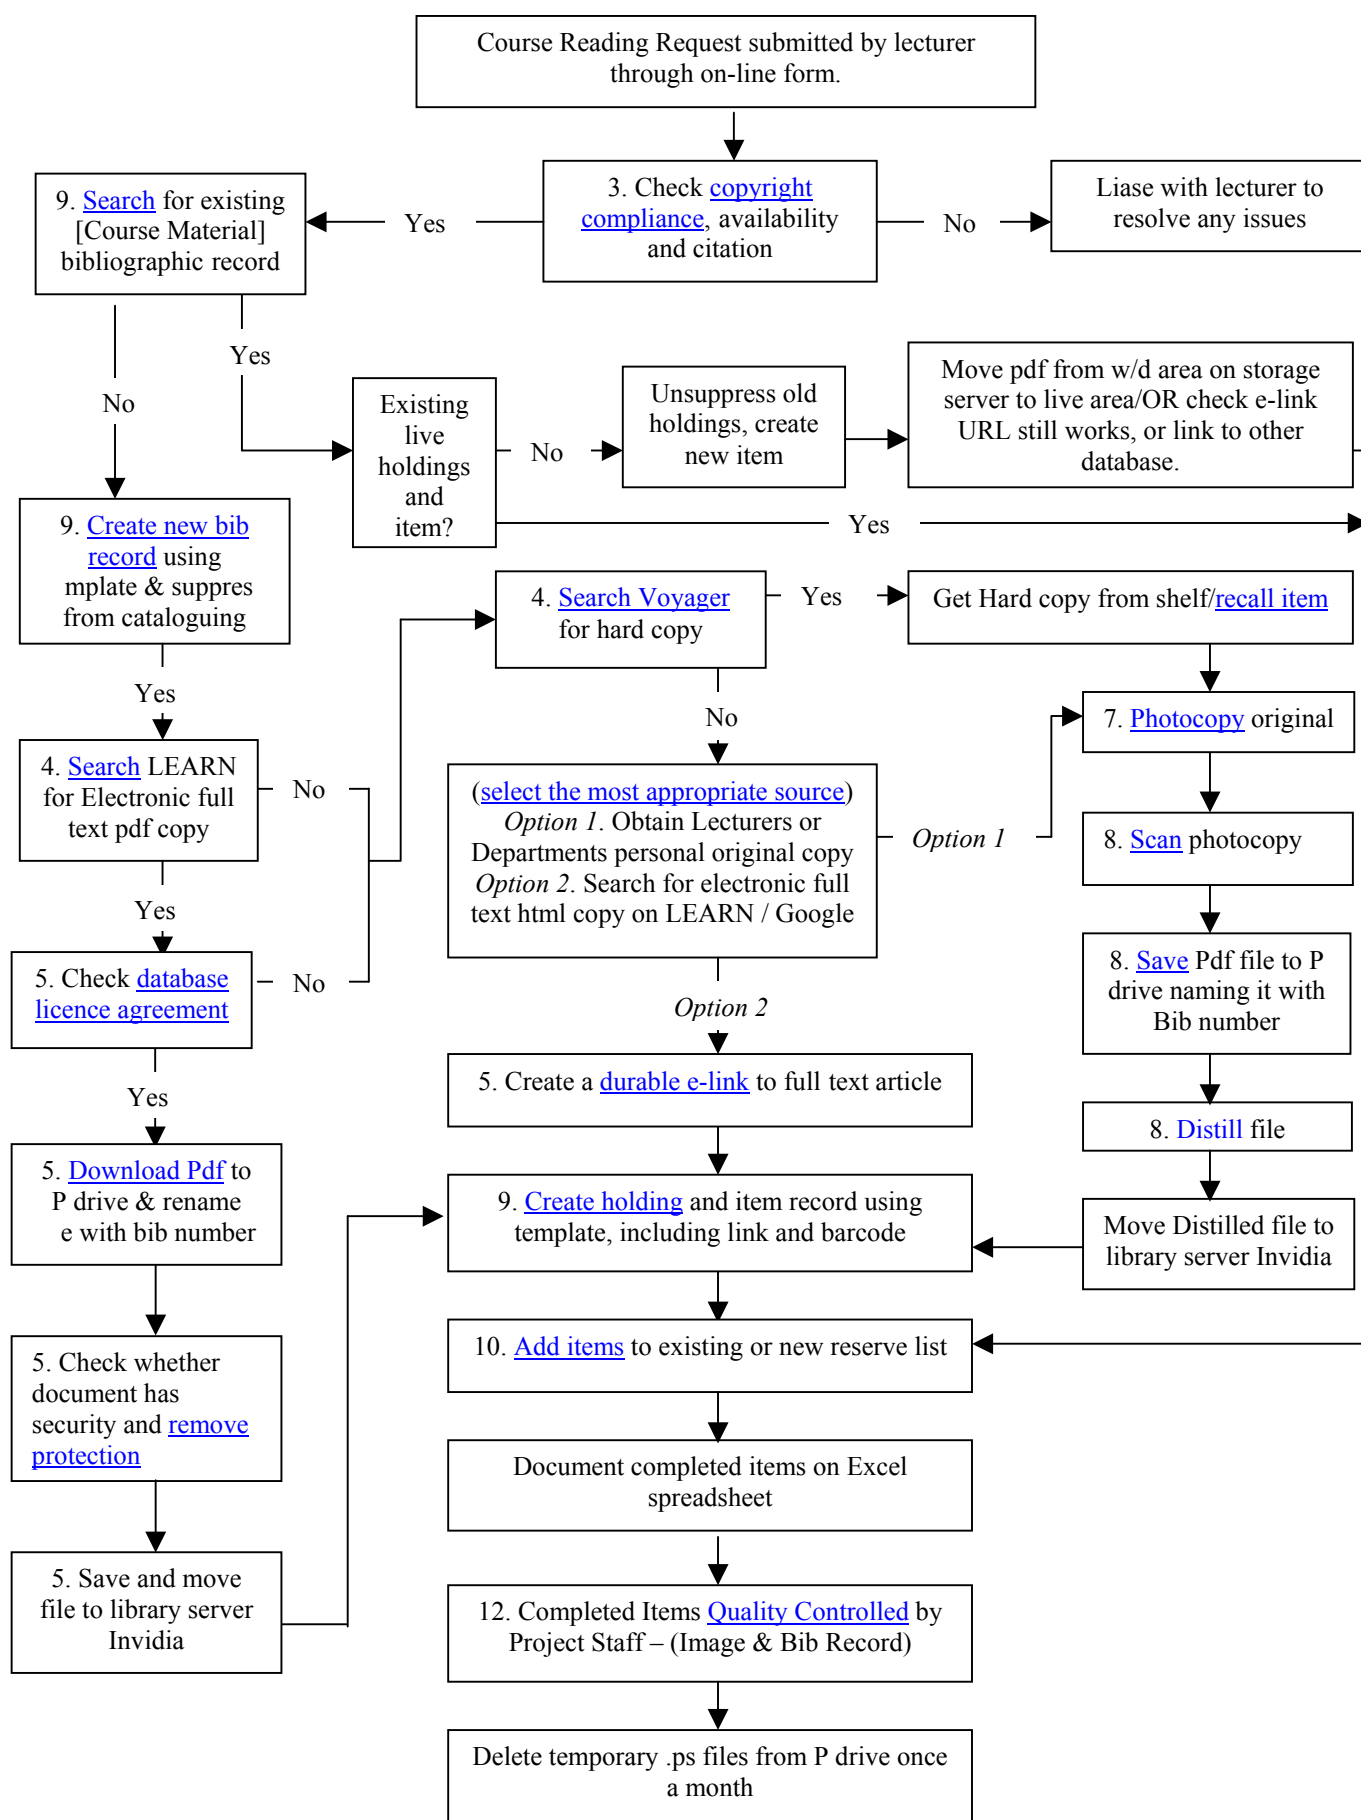 Course Reading Request submitted by lecturer
through on-line form.
9. Search for existing
[Course Material]
bibliographic record
Yes
3. Check copyright
compliance, availability
and citation
No
Liase with lecturer to
resolve any issues
No
Yes
Existing
live
holdings
and
item?
No
Unsuppress old
holdings, create
new item
Move pdf from w/d area on storage
server to live area/OR check e-link
URL still works, or link to other
database.
Yes
9. Create new bib
record using
mplate & suppres
from cataloguing
4. Search Voyager
for hard copy
Yes
Get Hard copy from shelf/recall item
Yes
No
7. Photocopy original
4. Search LEARN
for Electronic full
text pdf copy
No
(select the most appropriate source)
Option 1. Obtain Lecturers or
Departments personal original copy
Option 2. Search for electronic full
text html copy on LEARN / Google
Option 1
8. Scan photocopy
Yes
5. Check database
licence agreement
No
Option 2
8. Save Pdf file to P
drive naming it with
Bib number
Yes
5. Create a durable e-link to full text article
8. Distill file
5. Download Pdf to
P drive & rename
e with bib number
9. Create holding and item record using
template, including link and barcode
Move Distilled file to
library server Invidia
5. Check whether
document has
security and remove
protection
10. Add items to existing or new reserve list
Document completed items on Excel
spreadsheet
5. Save and move
file to library server
Invidia
12. Completed Items Quality Controlled by
Project Staff – (Image & Bib Record)
Delete temporary .ps files from P drive once
a month